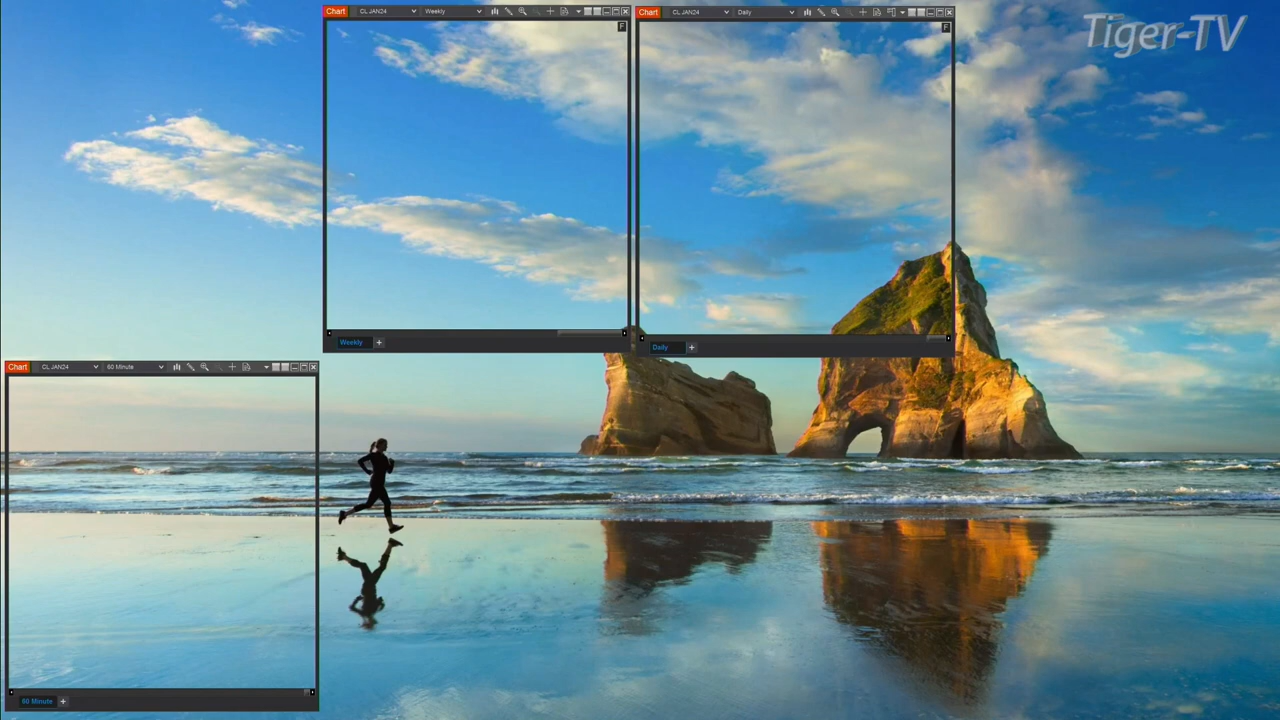 Chart CL JAN24 Weekly
F
Weekly +
Chart CL JAN24 Daily
F
Daily +
Tiger-TV
Chart CL JAN24 60 Minute
60 Minute +